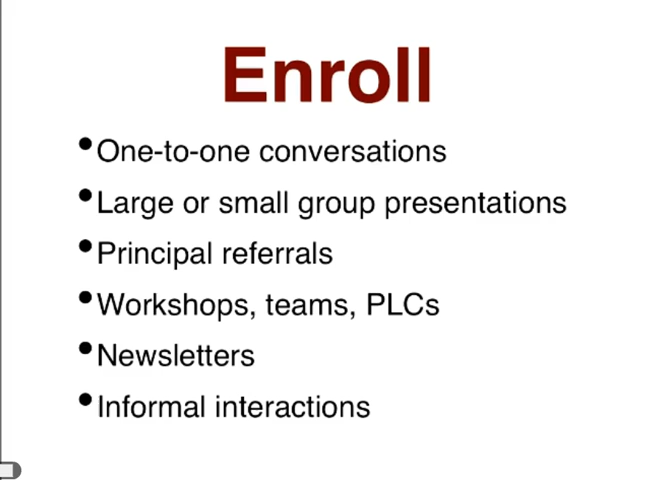 Enroll
•One-to-one conversations
•Large or small group presentations
•Principal referrals
•Workshops, teams, PLCs
•Newsletters
•Informal interactions